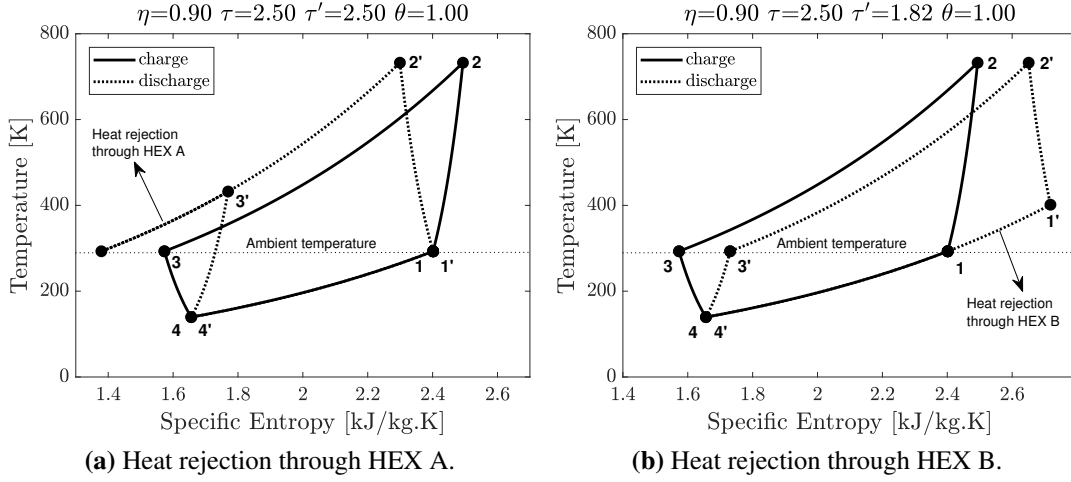 η=0.90 τ=2.50 τ'=2.50 θ=1.00
800
600
400
200
0
Temperature [K]
charge
discharge
Heat rejection
through HEX A
2'
2
3'
Ambient temperature
3
1
1'
4
4'
1.4
1.6
1.8
2
2.2
2.4
2.6
Specific Entropy [kJ/kg.K]
(a) Heat rejection through HEX A.
η=0.90 τ=2.50 τ'=1.82 θ=1.00
800
600
400
200
0
Temperature [K]
charge
discharge
2
2'
1'
Ambient temperature
3
3'
1
Heat rejection
through HEX B
4
4'
1.4
1.6
1.8
2
2.2
2.4
2.6
Specific Entropy [kJ/kg.K]
(b) Heat rejection through HEX B.